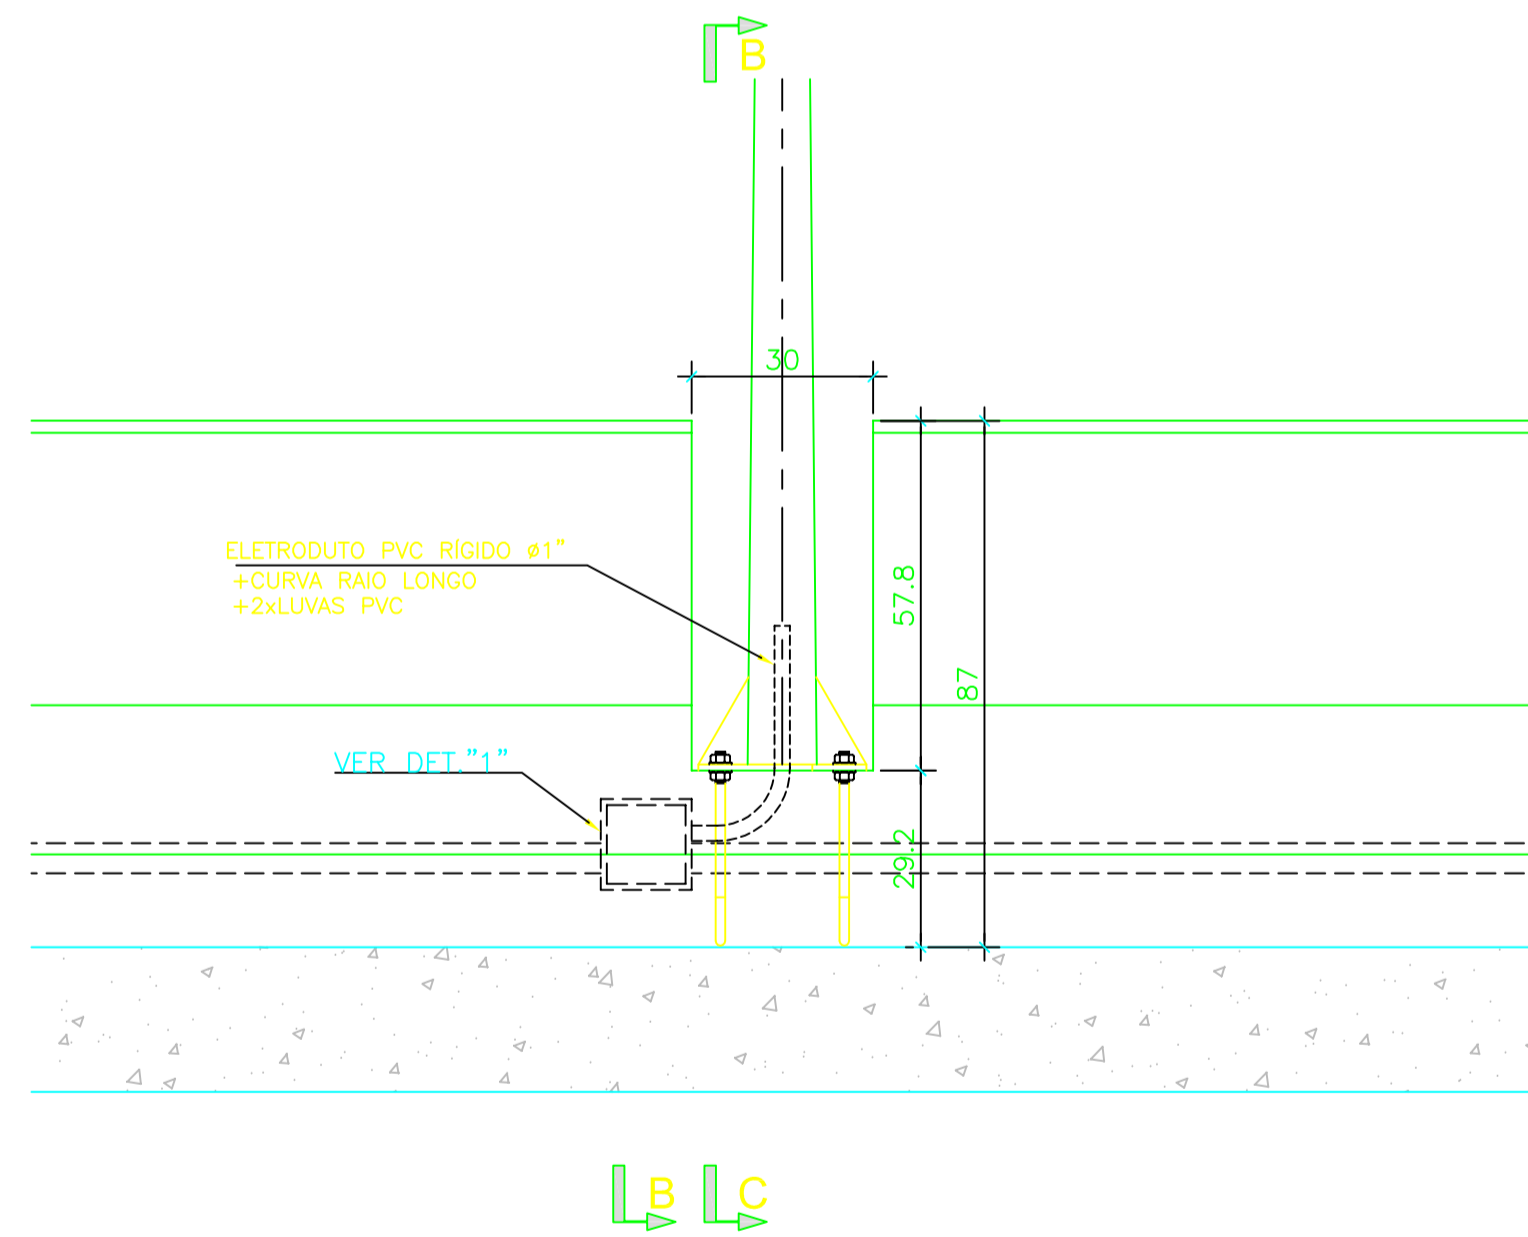 B
30
ELETRODUTO PVC RÍGIDO ø1"
+CURVA RAIO LONGO
+2xLUVAS PVC
57.8
87
VER DET."1"
29.2
B
C